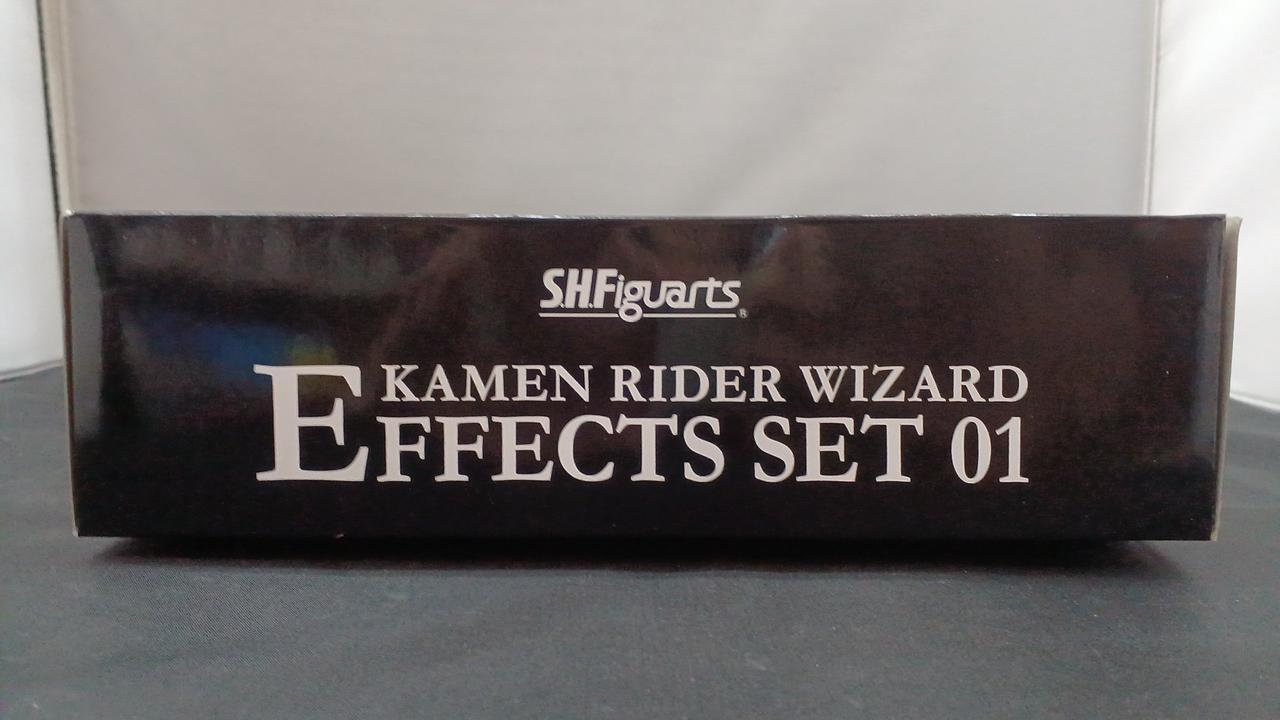 S.H.Figuarts®
KAMEN RIDER WIZARD
EFFECTS SET 01